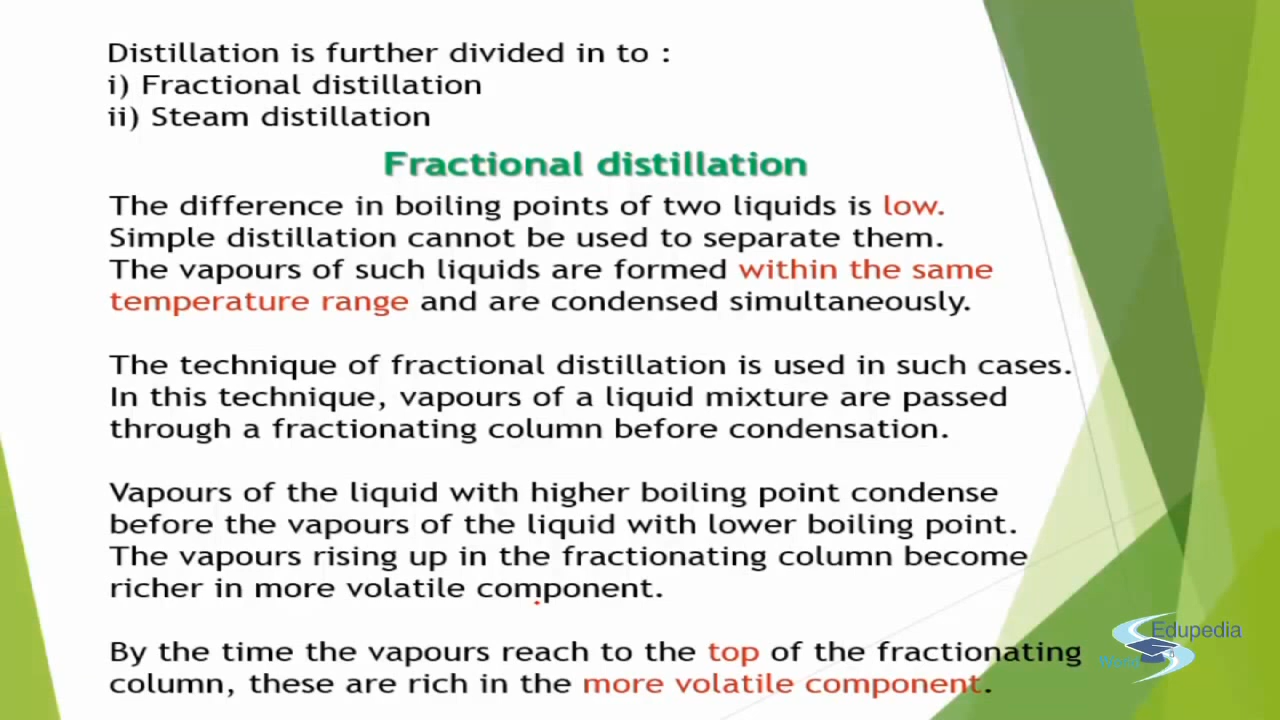 Distillation is further divided in to :
i) Fractional distillation
ii) Steam distillation
Fractional distillation
The difference in boiling points of two liquids is low.
Simple distillation cannot be used to separate them.
The vapours of such liquids are formed within the same
temperature range and are condensed simultaneously.
The technique of fractional distillation is used in such cases.
In this technique, vapours of a liquid mixture are passed
through a fractionating column before condensation.
Vapours of the liquid with higher boiling point condense
before the vapours of the liquid with lower boiling point.
The vapours rising up in the fractionating column become
richer in more volatile component.
By the time the vapours reach to the top of the fractionating
column, these are rich in the more volatile component.
Edupedia
World